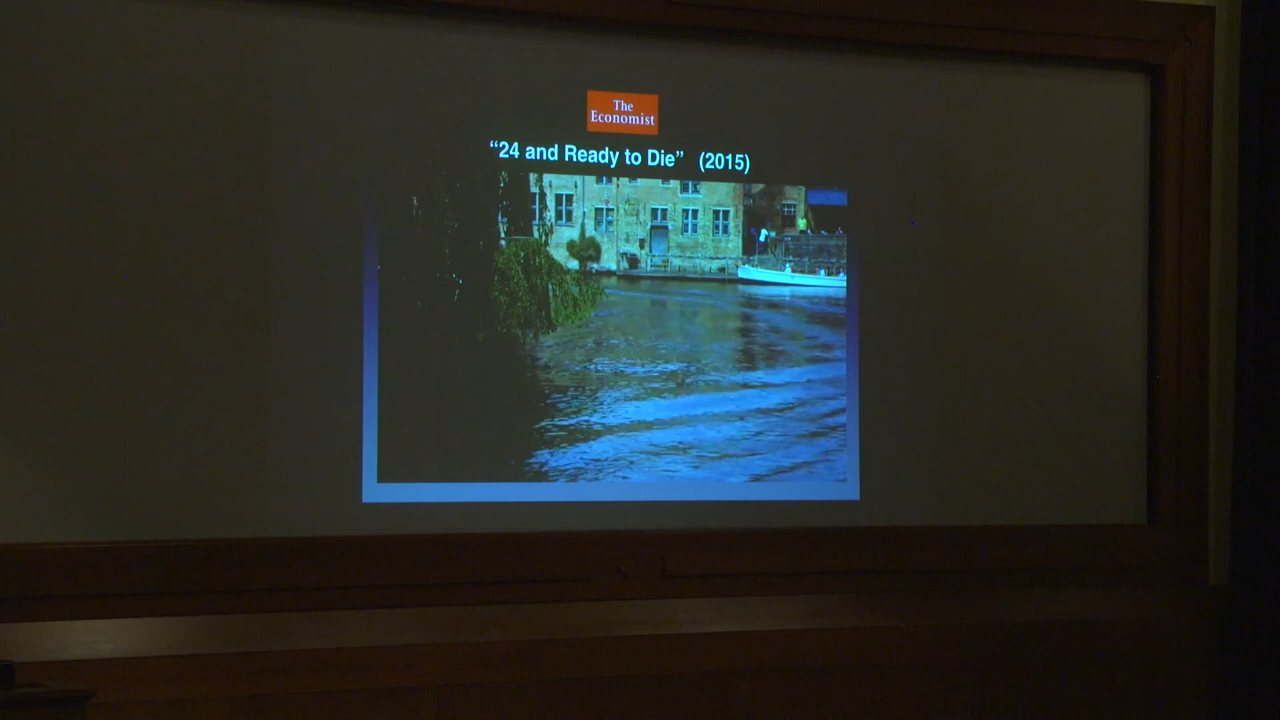 The
Economist
“24 and Ready to Die” (2015)